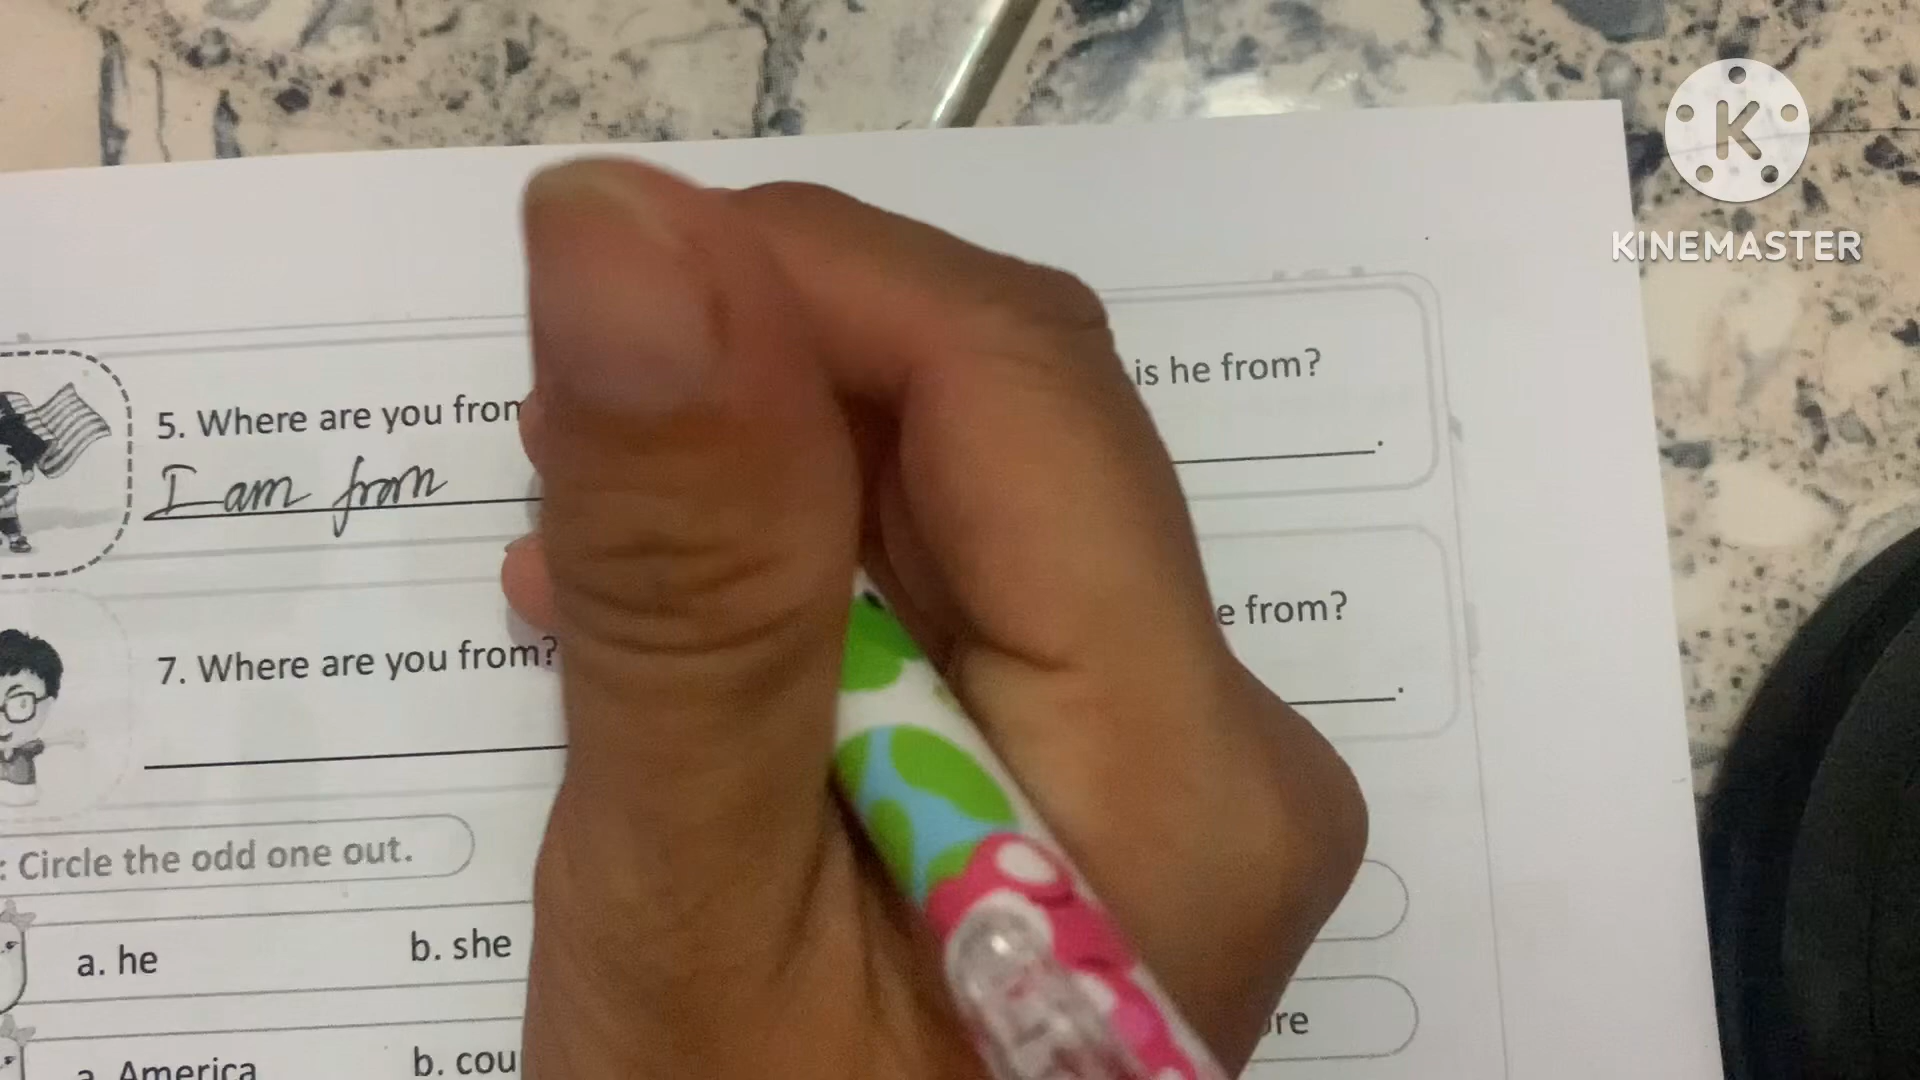 KINEMASTER
5. Where are you from
is he from?
I am from
7. Where are you from?
e from?
: Circle the odd one out.
a. he b. she
a. America b. cou